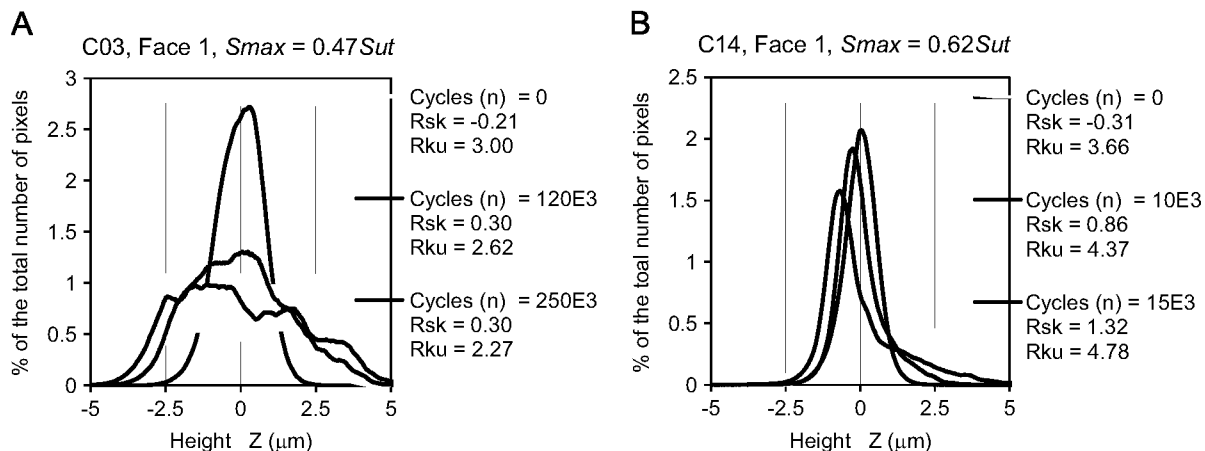 A
C03, Face 1, Smax = 0.47Sut
% of the total number of pixels
3
2.5
2
1.5
1
0.5
0
-5
-2.5
0
2.5
5
Height Z (μm)
Cycles (n) = 0
Rsk = -0.21
Rku = 3.00
Cycles (n) = 120E3
Rsk = 0.30
Rku = 2.62
Cycles (n) = 250E3
Rsk = 0.30
Rku = 2.27
B
C14, Face 1, Smax = 0.62Sut
% of the toal number of pixels
2.5
2
1.5
1
0.5
0
-5
-2.5
0
2.5
5
Height Z (μm)
Cycles (n) = 0
Rsk = -0.31
Rku = 3.66
Cycles (n) = 10E3
Rsk = 0.86
Rku = 4.37
Cycles (n) = 15E3
Rsk = 1.32
Rku = 4.78